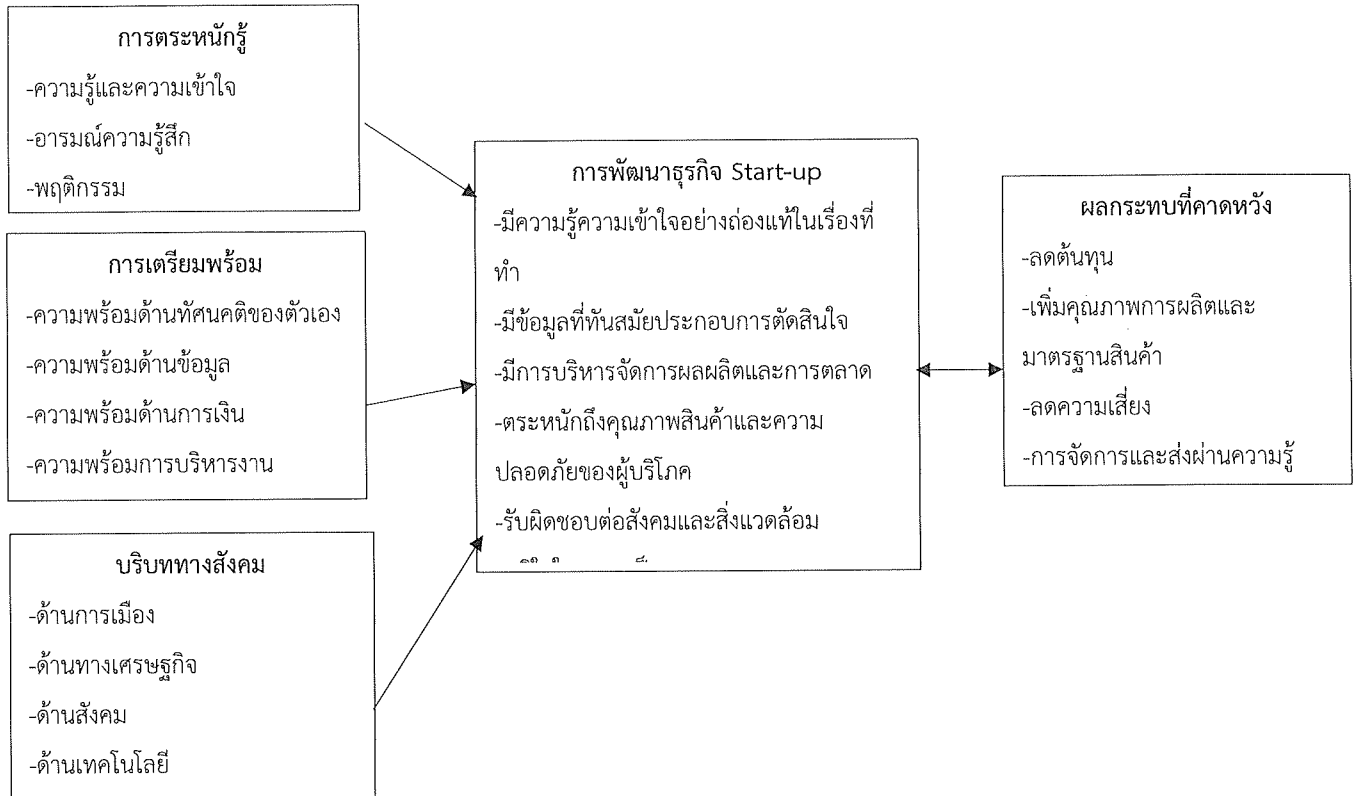 การตระหนักรู้
-ความรู้และความเข้าใจ
-อารมณ์ความรู้สึก
-พฤติกรรม
การเตรียมพร้อม
-ความพร้อมด้านทัศนคติของตัวเอง
-ความพร้อมด้านข้อมูล
-ความพร้อมด้านการเงิน
-ความพร้อมการบริหารงาน
บริบททางสังคม
-ด้านการเมือง
-ด้านทางเศรษฐกิจ
-ด้านสังคม
-ด้านเทคโนโลยี
การพัฒนาธุรกิจ Start-up
-มีความรู้ความเข้าใจอย่างถ่องแท้ในเรื่องที่
ทำ
-มีข้อมูลที่ทันสมัยประกอบการตัดสินใจ
-มีการบริหารจัดการผลผลิตและการตลาด
-ตระหนักถึงคุณภาพสินค้าและความ
ปลอดภัยของผู้บริโภค
-รับผิดชอบต่อสังคมและสิ่งแวดล้อม
ผลกระทบที่คาดหวัง
-ลดต้นทุน
-เพิ่มคุณภาพการผลิตและ
มาตรฐานสินค้า
-ลดความเสี่ยง
-การจัดการและส่งผ่านความรู้